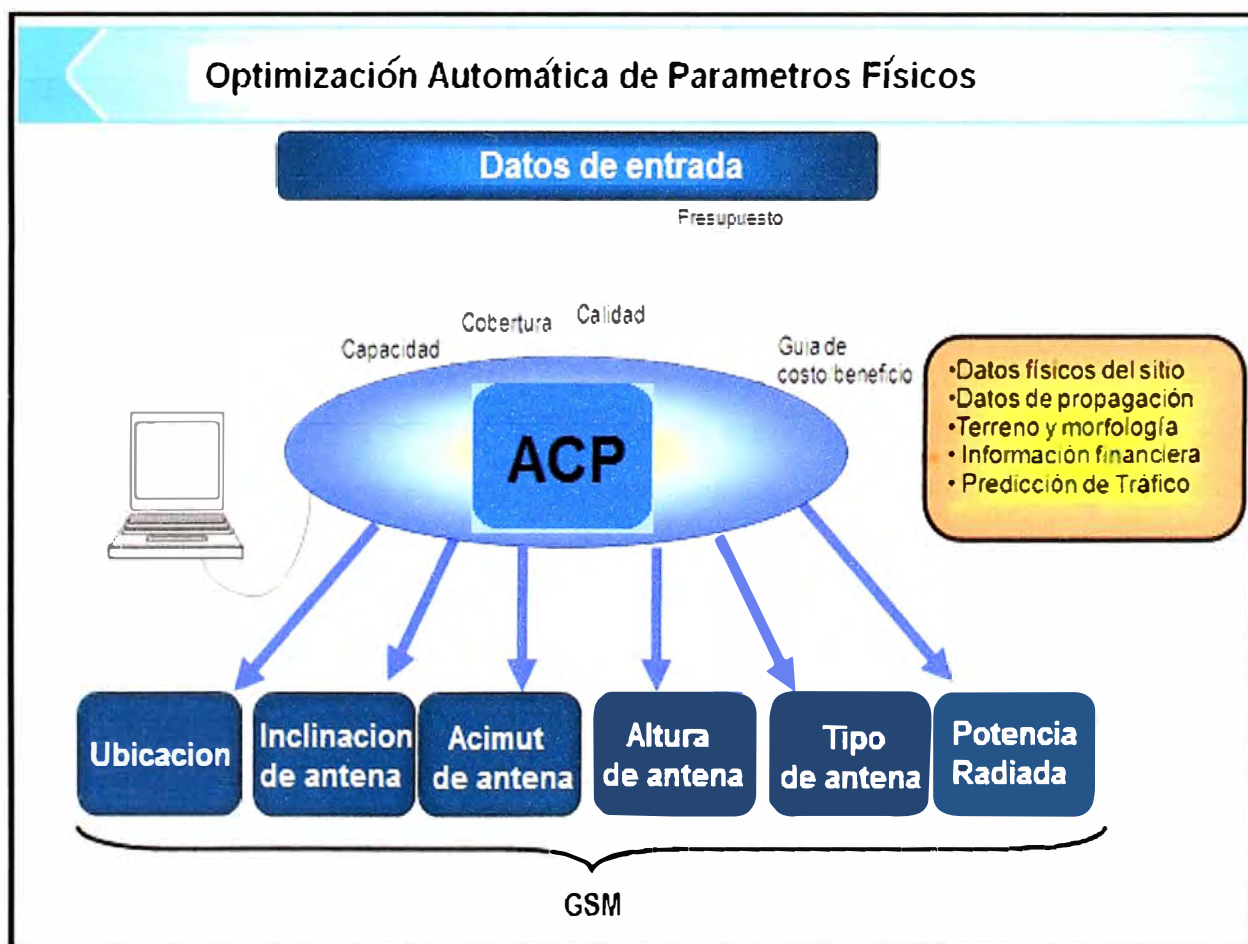 Optimización Automática de Parametros Físicos
Datos de entrada
Presupuesto
Capacidad
Cobertura
Calidad
Guia de
costo beneficio
•Datos físicos del sitio
•Datos de propagación
•Terreno y morfología
• Información financiera
• Predicción de Tráfico
ACP
Ubicacion
Inclinacion
de antena
Acimut
de antena
Altura
de antena
Tipo
de antena
Potencia
Radiada
GSM